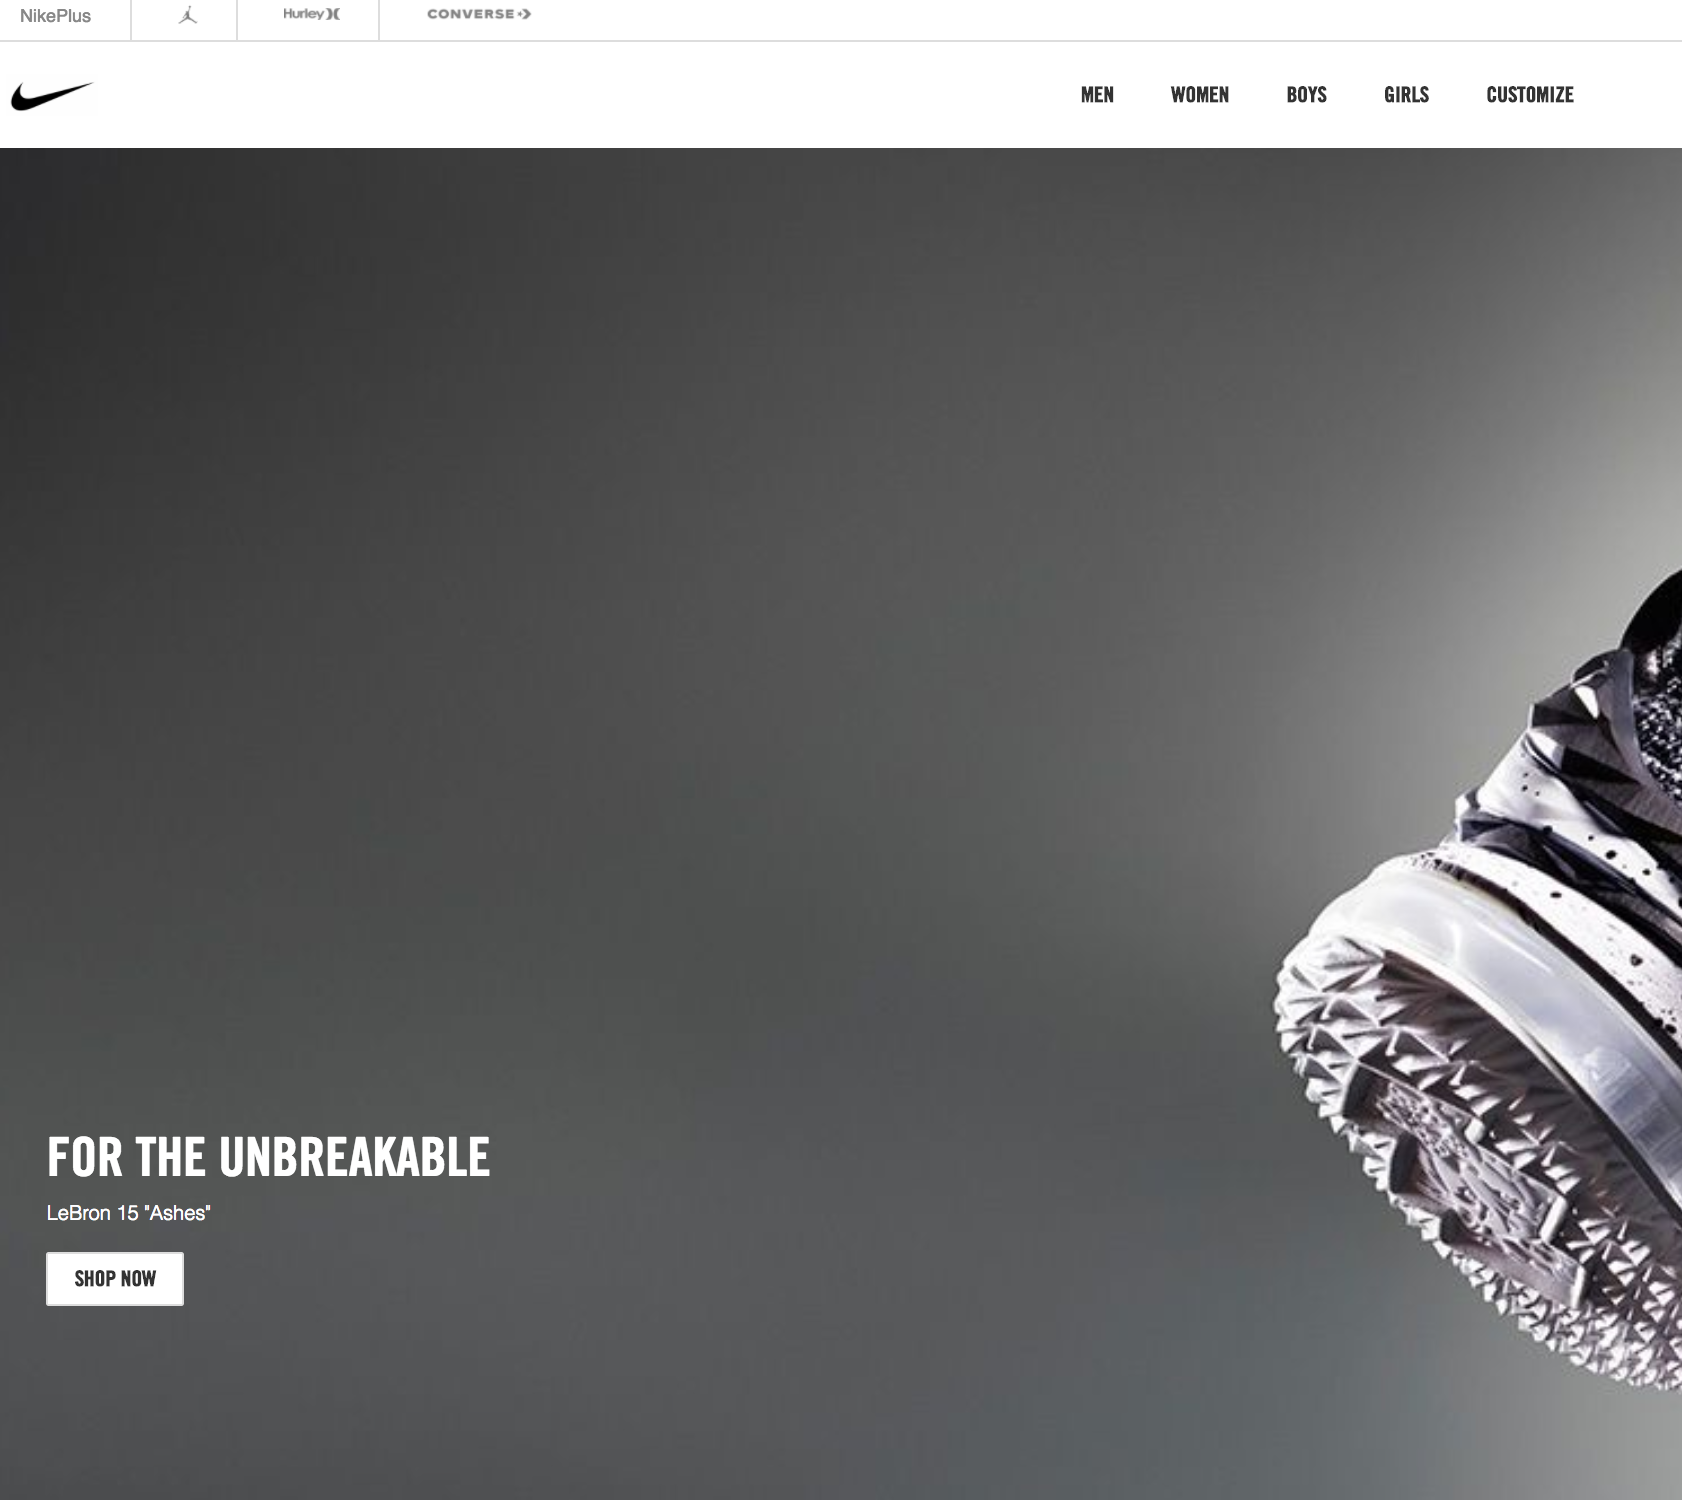 NikePlus
Hurley
CONVERSE
MEN WOMEN BOYS GIRLS CUSTOMIZE
FOR THE UNBREAKABLE
LeBron 15 "Ashes"
SHOP NOW